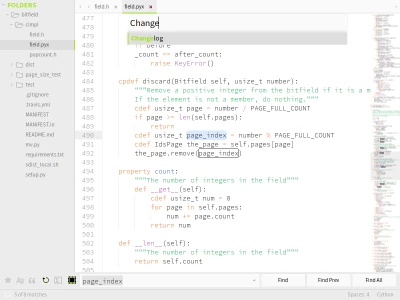 FOLDERS
bitfield
cimpl
field.h
field.pyx
popcount.h
dist
page_size_test
test
.gitignore
.travis.yml
MANIFEST
MANIFEST.in
README.md
mv.py
requirements.txt
sdist_local.sh
setup.py
field.h
field.pyx
Change
Changelog
477
478
before
_count == after_count:
raise KeyError()
483
484 cpdef discard(Bitfield self, usize_t number):
485 """Remove a positive integer from the bitfield if it is a m
486 If the element is not a member, do nothing."""
487 cdef usize_t page = number / PAGE_FULL_COUNT
488 if page >= len(self.pages):
489 return
490 cdef usize_t page_index = number % PAGE_FULL_COUNT
491 cdef IdsPage the_page = self.pages[page]
492 the_page.remove(page_index)
493
494 property count:
495 """The number of integers in the field"""
496 def __get__(self):
497 cdef usize_t num = 0
498 for page in self.pages:
499 num += page.count
500 return num
501
502 def __len__(self):
503 """The number of integers in the field"""
504 return self.count
505
Aa
page_index
Find
Find Prev
Find All
5 of 8 matches
Spaces: 4
Cython